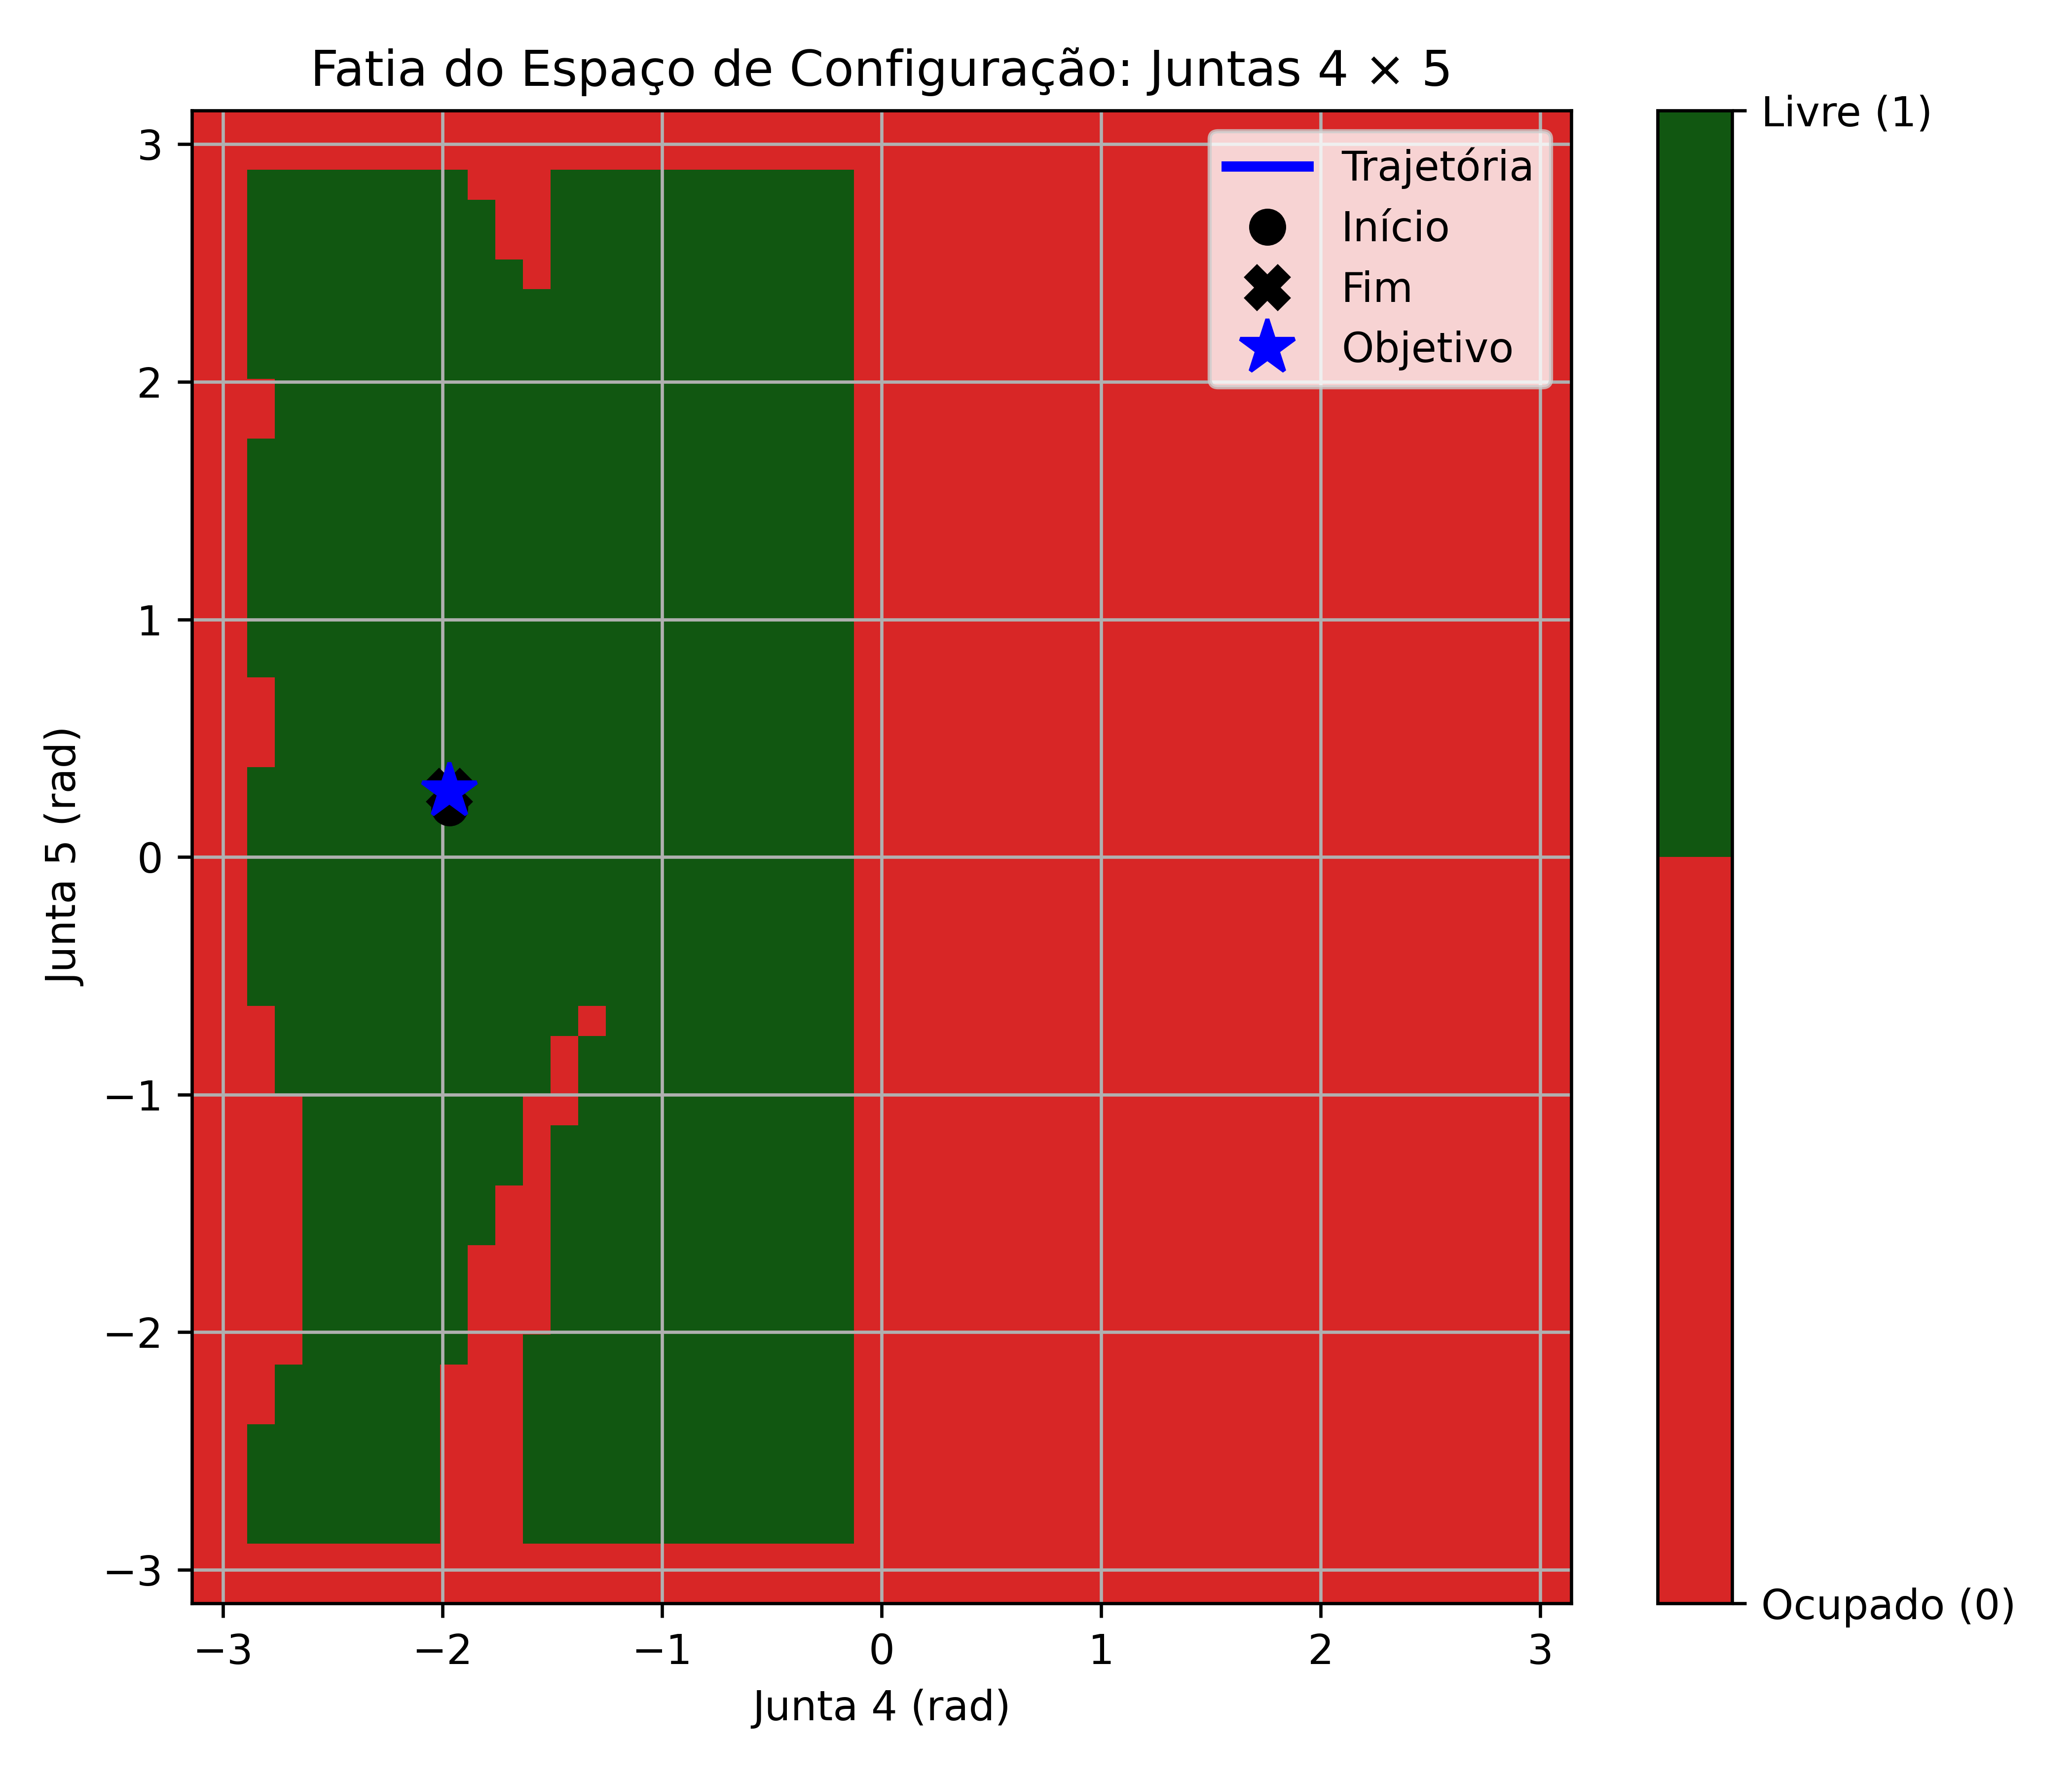 Fatia do Espaço de Configuração: Juntas 4 × 5
Livre (1)
3
2
1
0
−1
−2
−3
Junta 5 (rad)
Trajetória
Início
Fim
Objetivo
Ocupado (0)
−3 −2 −1 0 1 2 3
Junta 4 (rad)